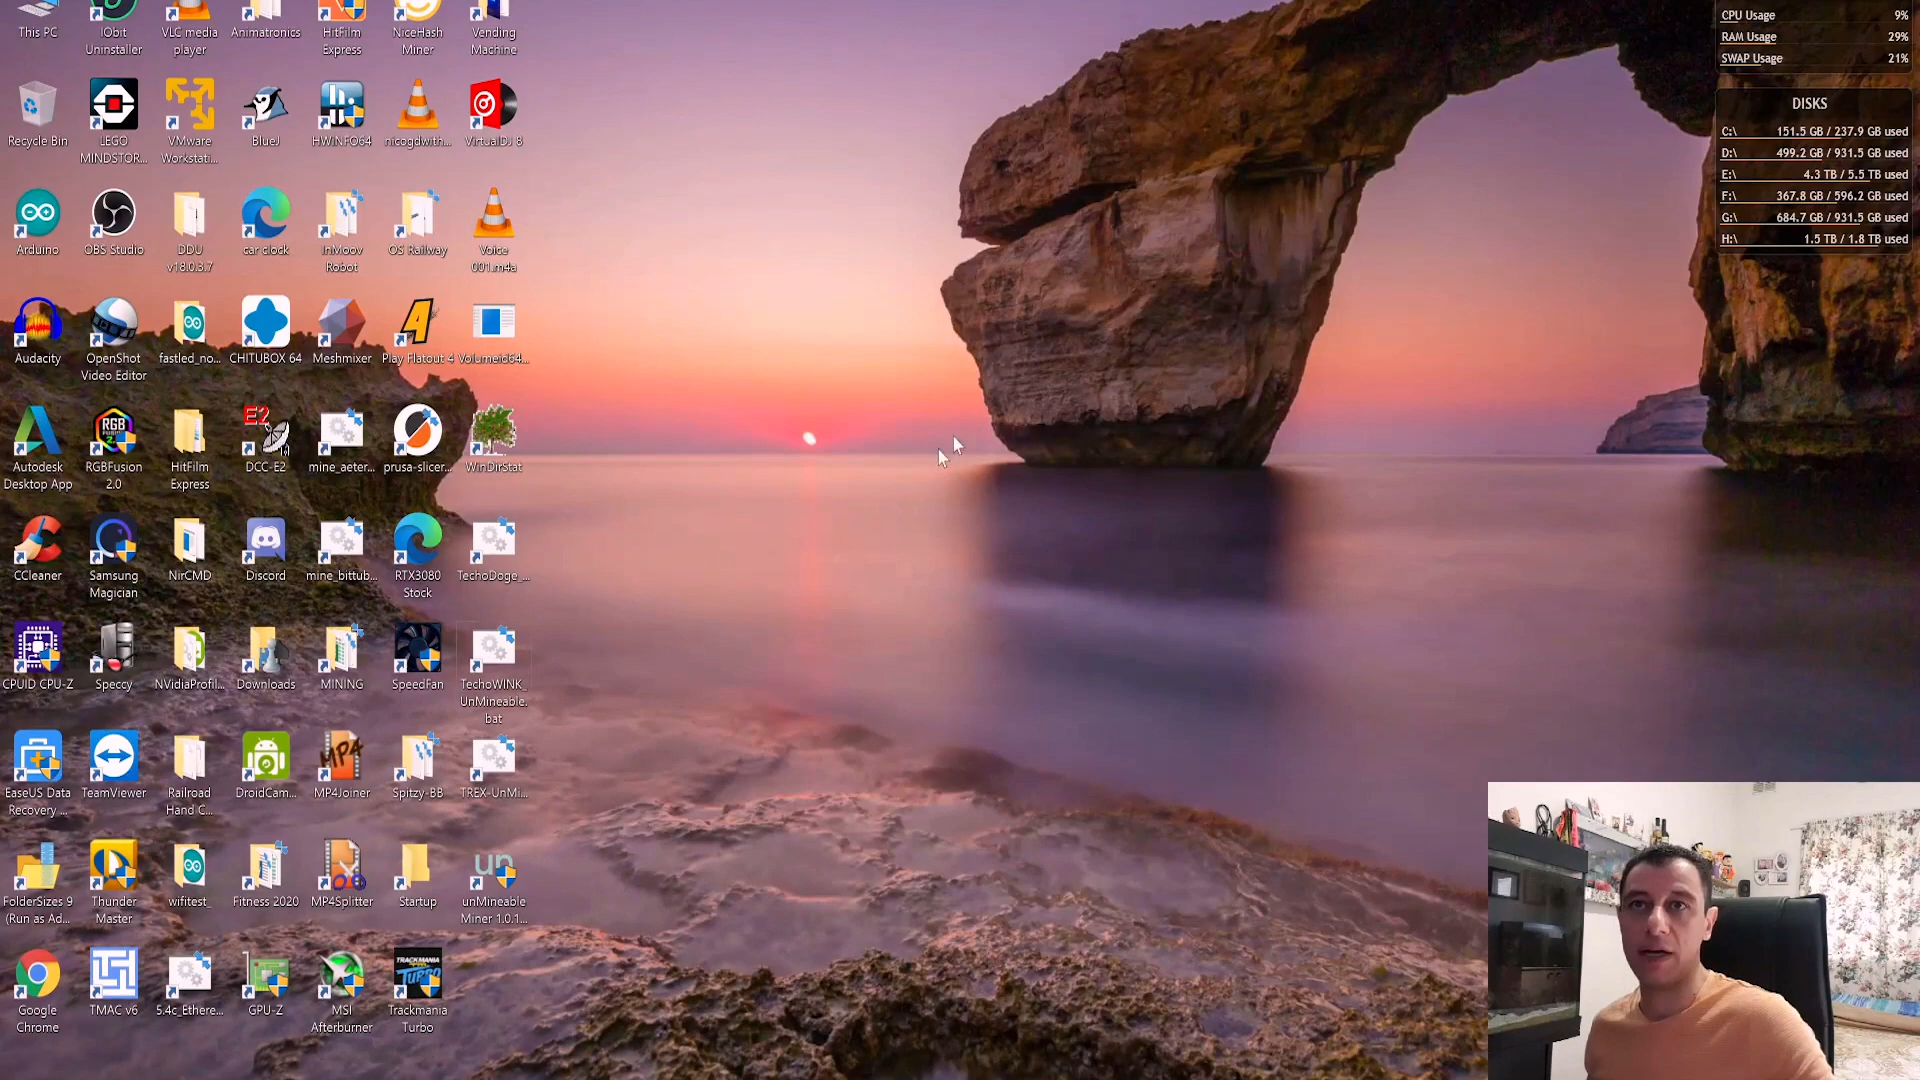 This PC
IObit
Uninstaller
VLC media
player
Animatronics
HitFilm
Express
NiceHash
Miner
Vending
Machine
Recycle Bin
LEGO
MINDSTOR...
VMware
Workstati...
BlueJ
HWiNFO64
nicogdwith...
VirtualDJ 8
Arduino
OBS Studio
DDU
v18.0.3.7
car clock
InMoov
Robot
OS Railway
Voice
001.m4a
Audacity
OpenShot
Video Editor
fastled_no...
CHITUBOX 64
Meshmixer
Play Flatout 4
Volumeid64...
Autodesk
Desktop App
RGB
RGBFusion
2.0
HitFilm
Express
E2
DCC-E2
mine_aeter...
prusa-slicer...
WinDirStat
CCleaner
Samsung
Magician
NirCMD
Discord
mine_bittub...
RTX3080
Stock
TechoDoge_...
CPUID CPU-Z
Speccy
NVidiaProfil...
Downloads
MINING
SpeedFan
TechoWINK_
UnMineable.
bat
EaseUS Data
Recovery ...
TeamViewer
Railroad
Hand C...
DroidCam...
MP4
MP4Joiner
Spitzy-BB
TREX-UnMi...
FolderSizes 9
(Run as Ad...
Thunder
Master
wifitest_
Fitness 2020
MP4Splitter
Startup
un
unMineable
Miner 1.0.1...
Google
Chrome
TMAC v6
5.4c_Ethere...
GPU-Z
MSI
Afterburner
TRACKMANIA
TURBO
Trackmania
Turbo
CPU Usage 9%
RAM Usage 29%
SWAP Usage 21%
DISKS
C:\ 151.5 GB / 237.9 GB used
D:\ 499.2 GB / 931.5 GB used
E:\ 4.3 TB / 5.5 TB used
F:\ 367.8 GB / 596.2 GB used
G:\ 684.7 GB / 931.5 GB used
H:\ 1.5 TB / 1.8 TB used